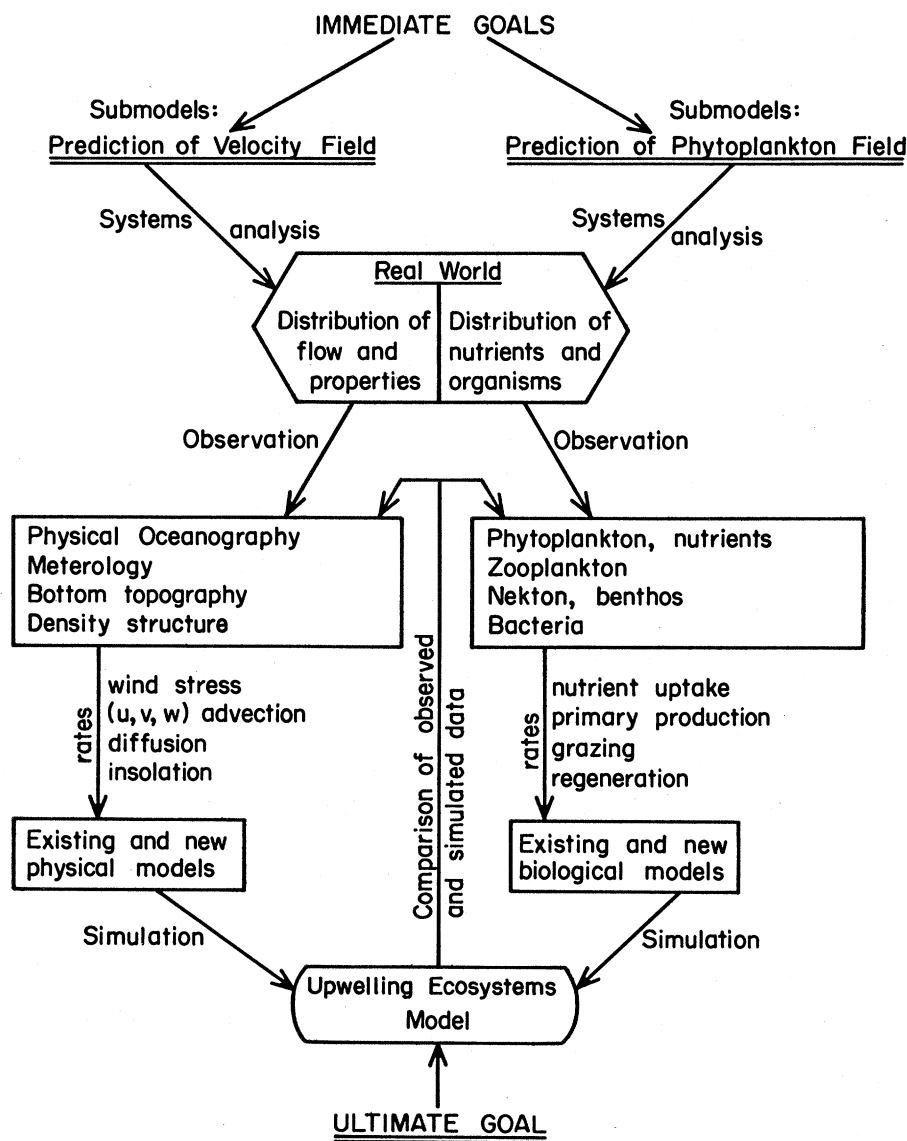 IMMEDIATE GOALS
Submodels:
Prediction of Velocity Field
Submodels:
Prediction of Phytoplankton Field
Systems analysis
Systems analysis
Real World
Distribution of
flow and
properties
Distribution of
nutrients and
organisms
Observation
Observation
Physical Oceanography
Meterology
Bottom topography
Density structure
Phytoplankton, nutrients
Zooplankton
Nekton, benthos
Bacteria
rates
wind stress
(u, v, w) advection
diffusion
insolation
Comparison of observed
and simulated data
rates
nutrient uptake
primary production
grazing
regeneration
Existing and new
physical models
Existing and new
biological models
Simulation
Simulation
Upwelling Ecosystems
Model
ULTIMATE GOAL